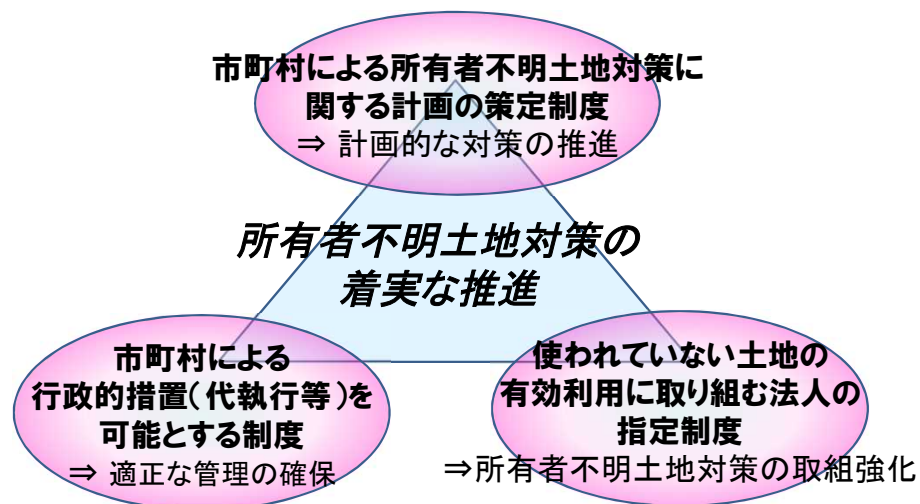 市町村による所有者不明土地対策に
関する計画の策定制度
⇒ 計画的な対策の推進
所有者不明土地対策の
着実な推進
市町村による
行政的措置(代執行等)を
可能とする制度
⇒ 適正な管理の確保
使われていない土地の
有効利用に取り組む法人の
指定制度
⇒所有者不明土地対策の取組強化